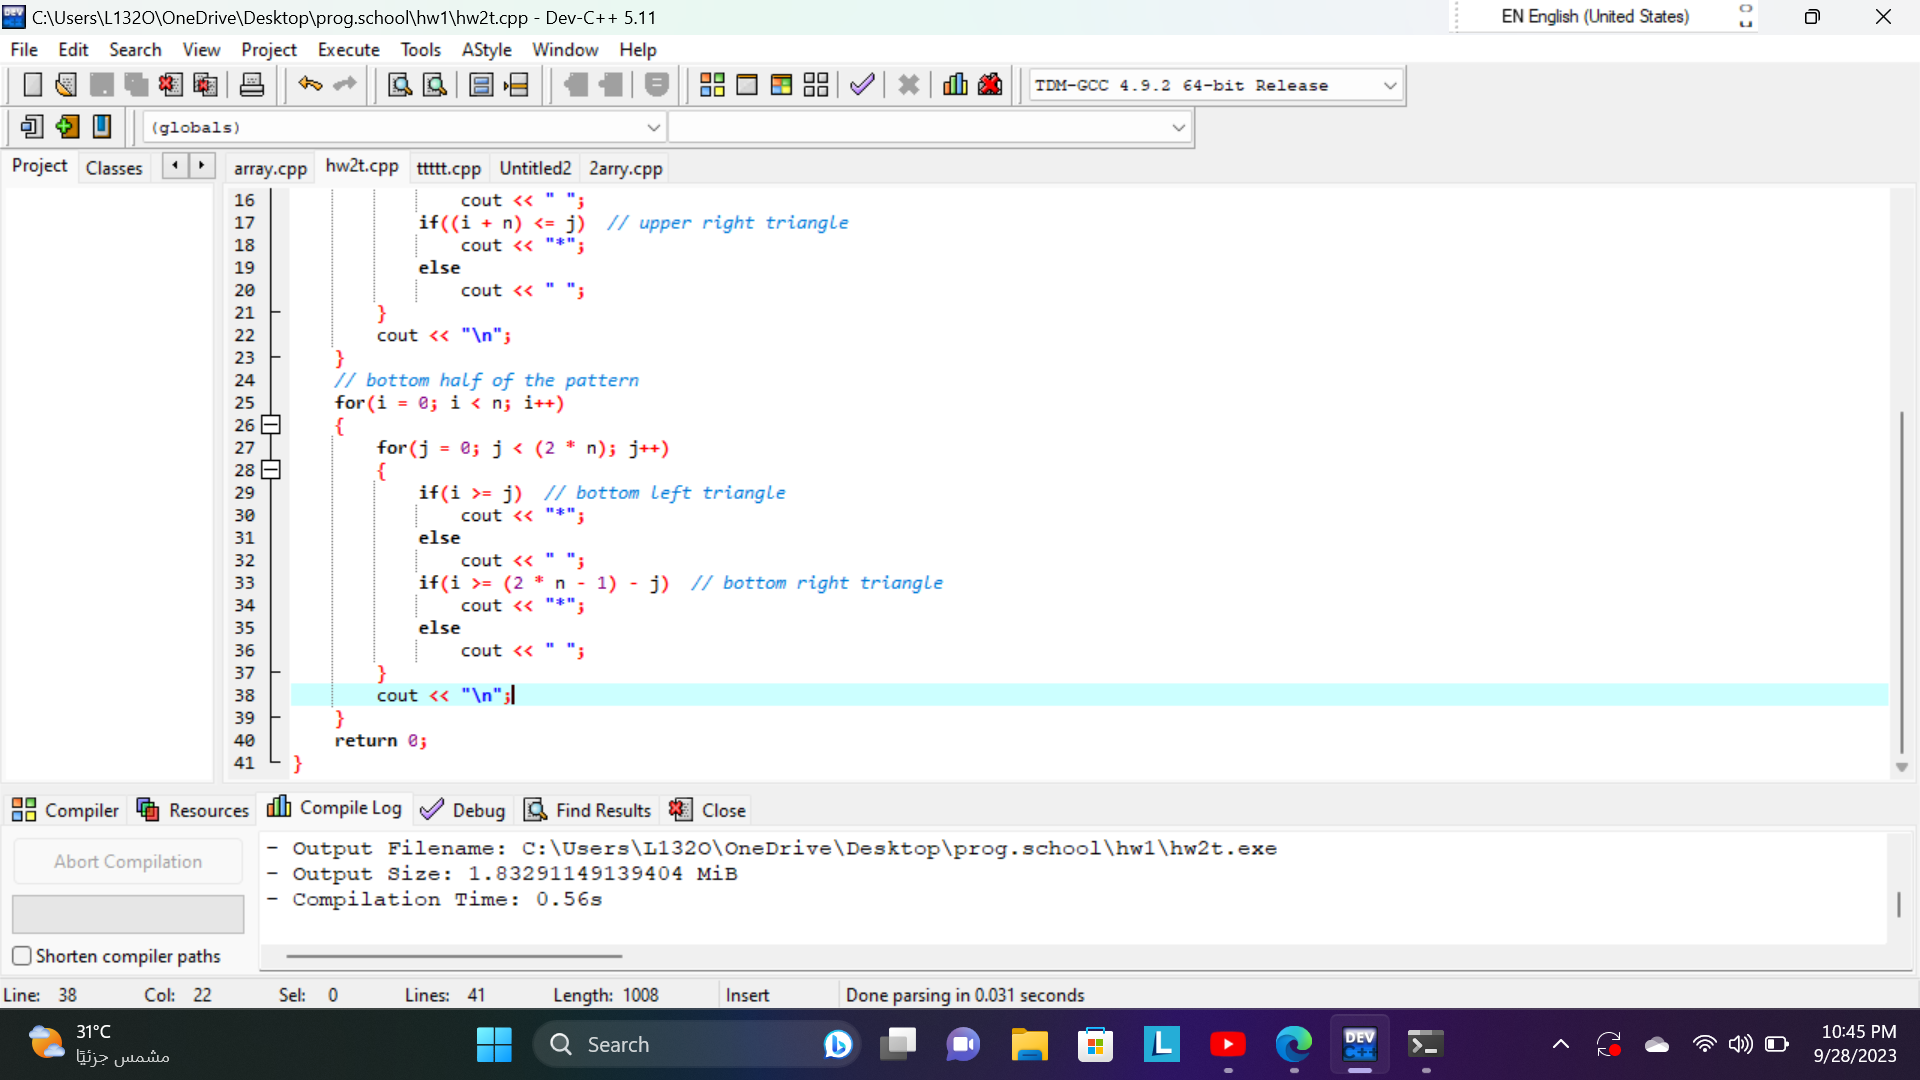 C:\Users\L132O\OneDrive\Desktop\prog.school\hw1\hw2t.cpp - Dev-C++ 5.11
EN English (United States)
File Edit Search View Project Execute Tools AStyle Window Help
TDM-GCC 4.9.2 64-bit Release
(globals)
Project Classes array.cpp hw2t.cpp ttttt.cpp Untitled2 2arry.cpp
16 cout << " ";
17 if((i + n) <= j) // upper right triangle
18 cout << "*";
19 else
20 cout << " ";
21 }
22 cout << "\n";
23 }
24 // bottom half of the pattern
25 for(i = 0; i < n; i++)
26 {
27 for(j = 0; j < (2 * n); j++)
28 {
29 if(i >= j) // bottom left triangle
30 cout << "*";
31 else
32 cout << " ";
33 if(i >= (2 * n - 1) - j) // bottom right triangle
34 cout << "*";
35 else
36 cout << " ";
37 }
38 cout << "\n";
39 }
40 return 0;
41 }
Compiler Resources Compile Log Debug Find Results Close
Abort Compilation
Shorten compiler paths
- Output Filename: C:\Users\L132O\OneDrive\Desktop\prog.school\hw1\hw2t.exe
- Output Size: 1.83291149139404 MiB
- Compilation Time: 0.56s
Line: 38 Col: 22 Sel: 0 Lines: 41 Length: 1008 Insert Done parsing in 0.031 seconds
31°C
مشمس جزئيًا
Search
L
DEV C++
10:45 PM
9/28/2023